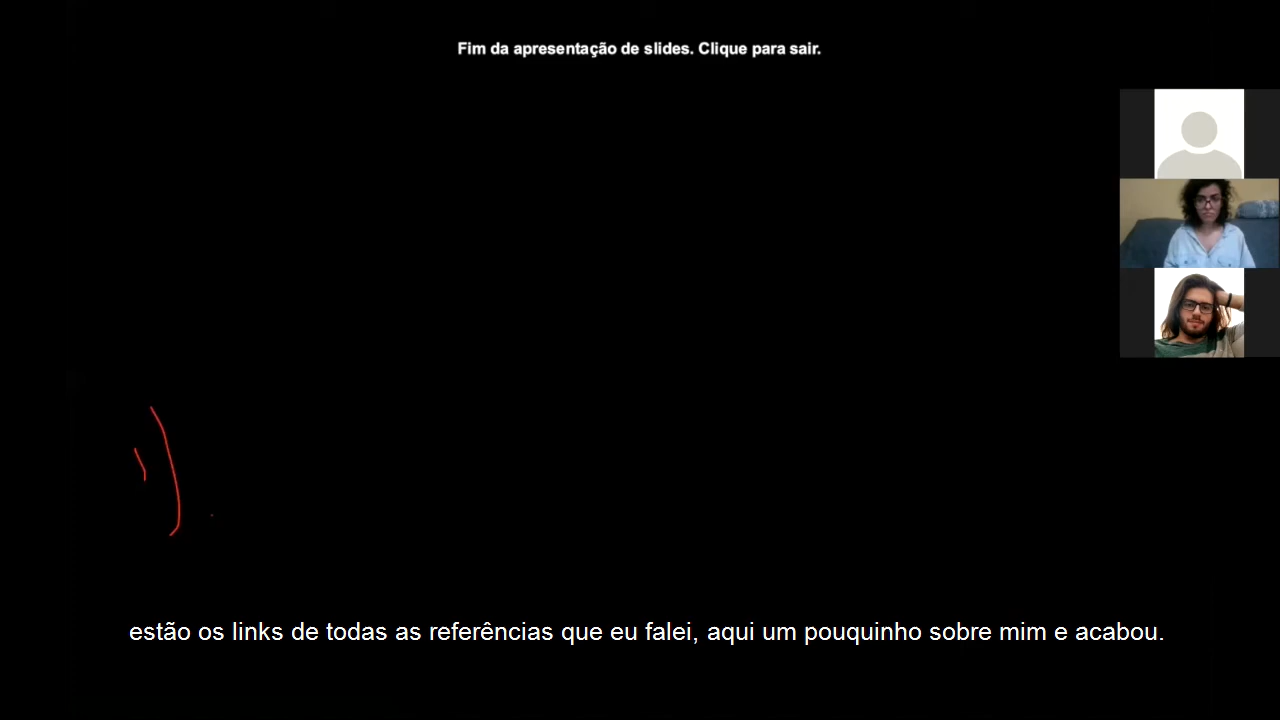 Fim da apresentação de slides. Clique para sair.
estão os links de todas as referências que eu falei, aqui um pouquinho sobre mim e acabou.